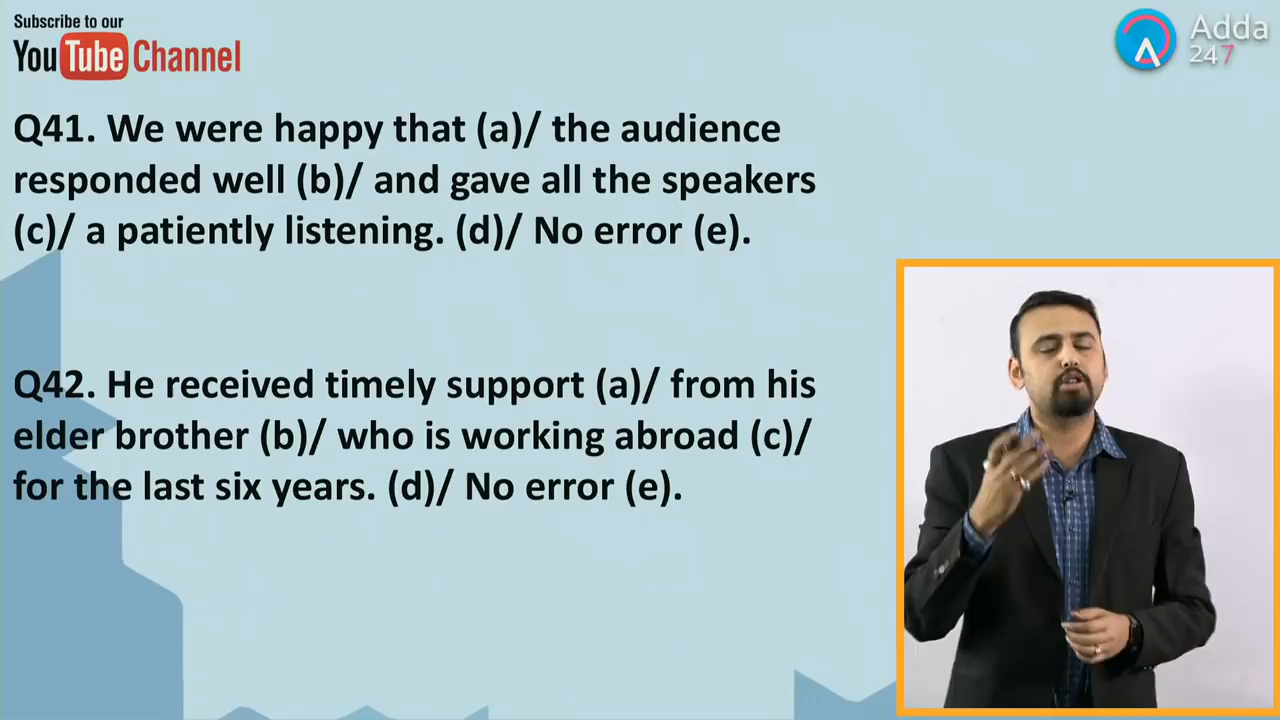 Subscribe to our
YouTube Channel
Adda
247
Q41. We were happy that (a)/ the audience
responded well (b)/ and gave all the speakers
(c)/ a patiently listening. (d)/ No error (e).
Q42. He received timely support (a)/ from his
elder brother (b)/ who is working abroad (c)/
for the last six years. (d)/ No error (e).